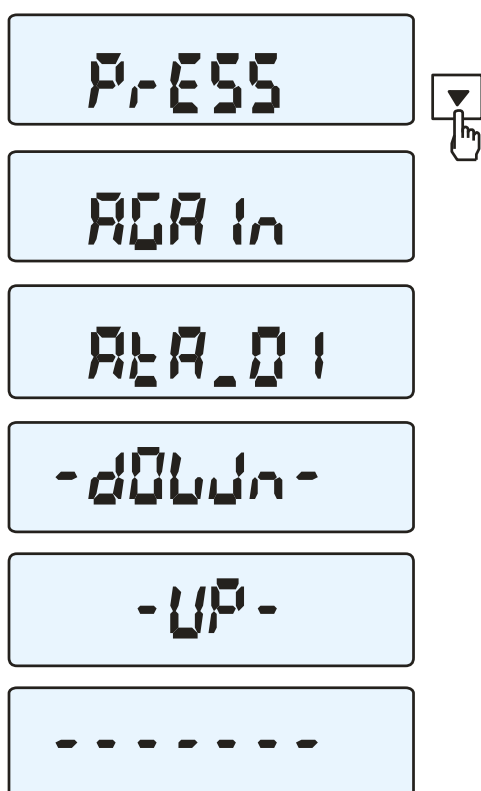 PrESS
AGAIn
AtA_01
-dOWn-
-UP-
-------